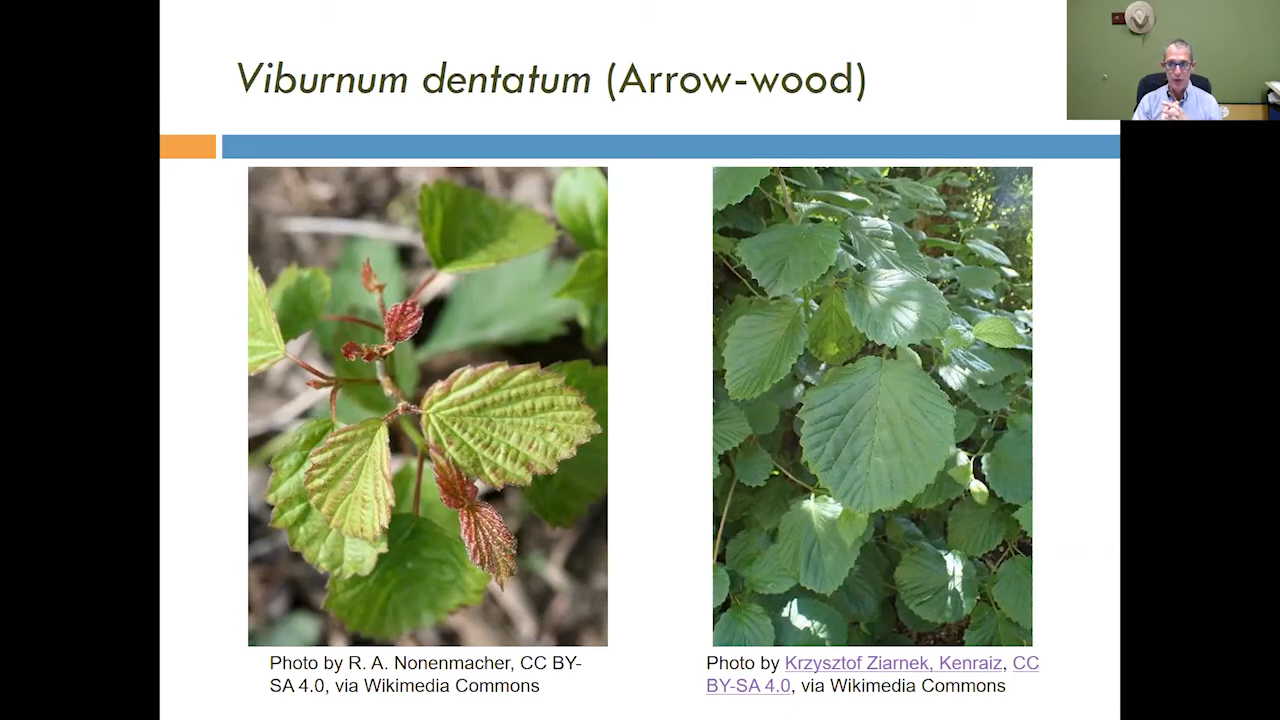 Viburnum dentatum (Arrow-wood)
Photo by R. A. Nonenmacher, CC BY-
SA 4.0, via Wikimedia Commons
Photo by Krzysztof Ziarnek, Kenraiz, CC
BY-SA 4.0, via Wikimedia Commons